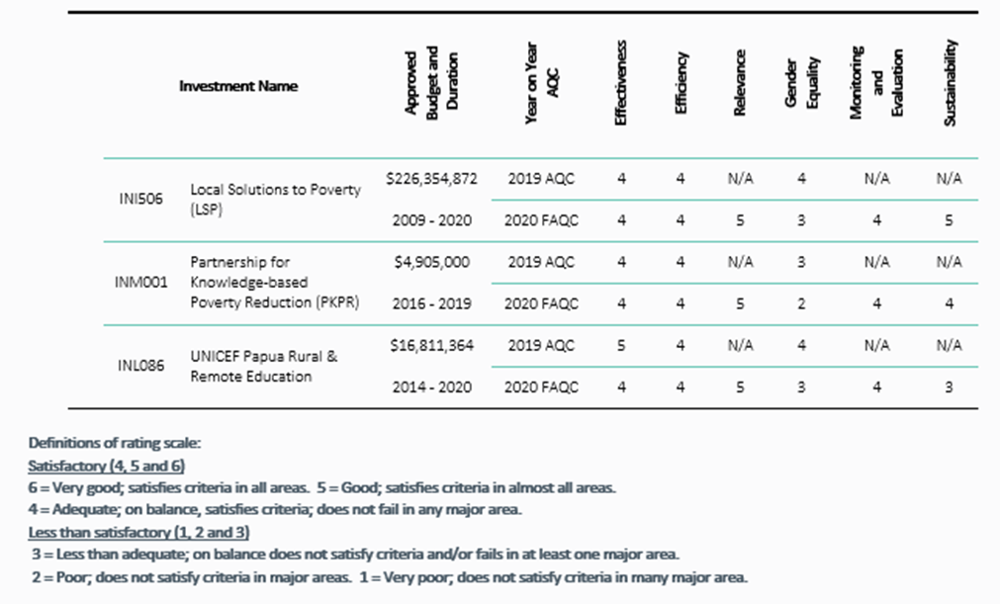 Investment Name
Approved
Budget and
Duration
Year on Year
AQC
Effectiveness
Efficiency
Relevance
Gender
Equality
Monitoring
and
Evaluation
Sustainability
INI506
Local Solutions to Poverty
(LSP)
$226,354,872 2019 AQC 4 4 N/A 4 N/A N/A
2009 - 2020 2020 FAQC 4 4 5 3 4 5
INM001
Partnership for
Knowledge-based
Poverty Reduction (PKPR)
$4,905,000 2019 AQC 4 4 N/A 3 N/A N/A
2016 - 2019 2020 FAQC 4 4 5 2 4 4
INL086
UNICEF Papua Rural &
Remote Education
$16,811,364 2019 AQC 5 4 N/A 4 N/A N/A
2014 - 2020 2020 FAQC 4 4 5 3 4 3
Definitions of rating scale:
Satisfactory (4, 5 and 6)
6 = Very good; satisfies criteria in all areas. 5 = Good; satisfies criteria in almost all areas.
4 = Adequate; on balance, satisfies criteria; does not fail in any major area.
Less than satisfactory (1, 2 and 3)
3 = Less than adequate; on balance does not satisfy criteria and/or fails in at least one major area.
2 = Poor; does not satisfy criteria in major areas. 1 = Very poor; does not satisfy criteria in many major area.